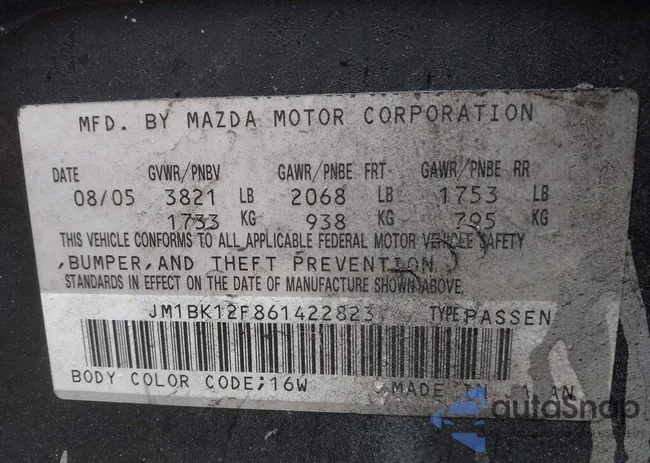 MFD. BY MAZDA MOTOR CORPORATION
DATE GVWR/PNBV GAWR/PNBE FRT GAWR/PNBE RR
08/05 3821 LB 2068 LB 1753 LB
1733 KG 938 KG 795 KG
THIS VEHICLE CONFORMS TO ALL APPLICABLE FEDERAL MOTOR VEHICLE SAFETY
,BUMPER,AND THEFT PREVENTION
STANDARDS IN EFFECT ON THE DATE OF MANUFACTURE SHOWN ABOVE.
JM1BK12F861422823 TYPE PASSEN
BODY COLOR CODE;16W MADE IN JAPAN
autoSnap